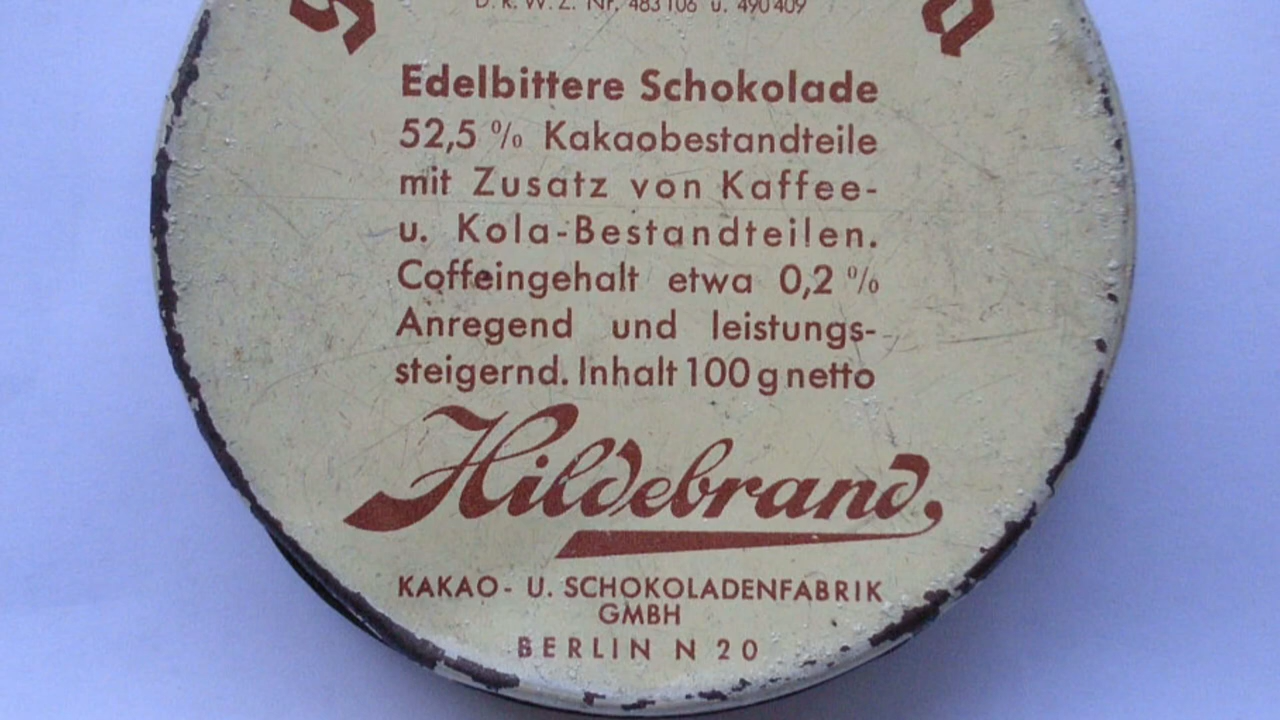 D. R. W. Z. Nr. 483106 u. 490409
Edelbittere Schokolade
52,5 % Kakaobestandteile
mit Zusatz von Kaffee-
u. Kola-Bestandteilen.
Coffeingehalt etwa 0,2 %
Anregend und leistungs-
steigernd. Inhalt 100 g netto
Hildebrand,
KAKAO- U. SCHOKOLADENFABRIK
GMBH
BERLIN N 20